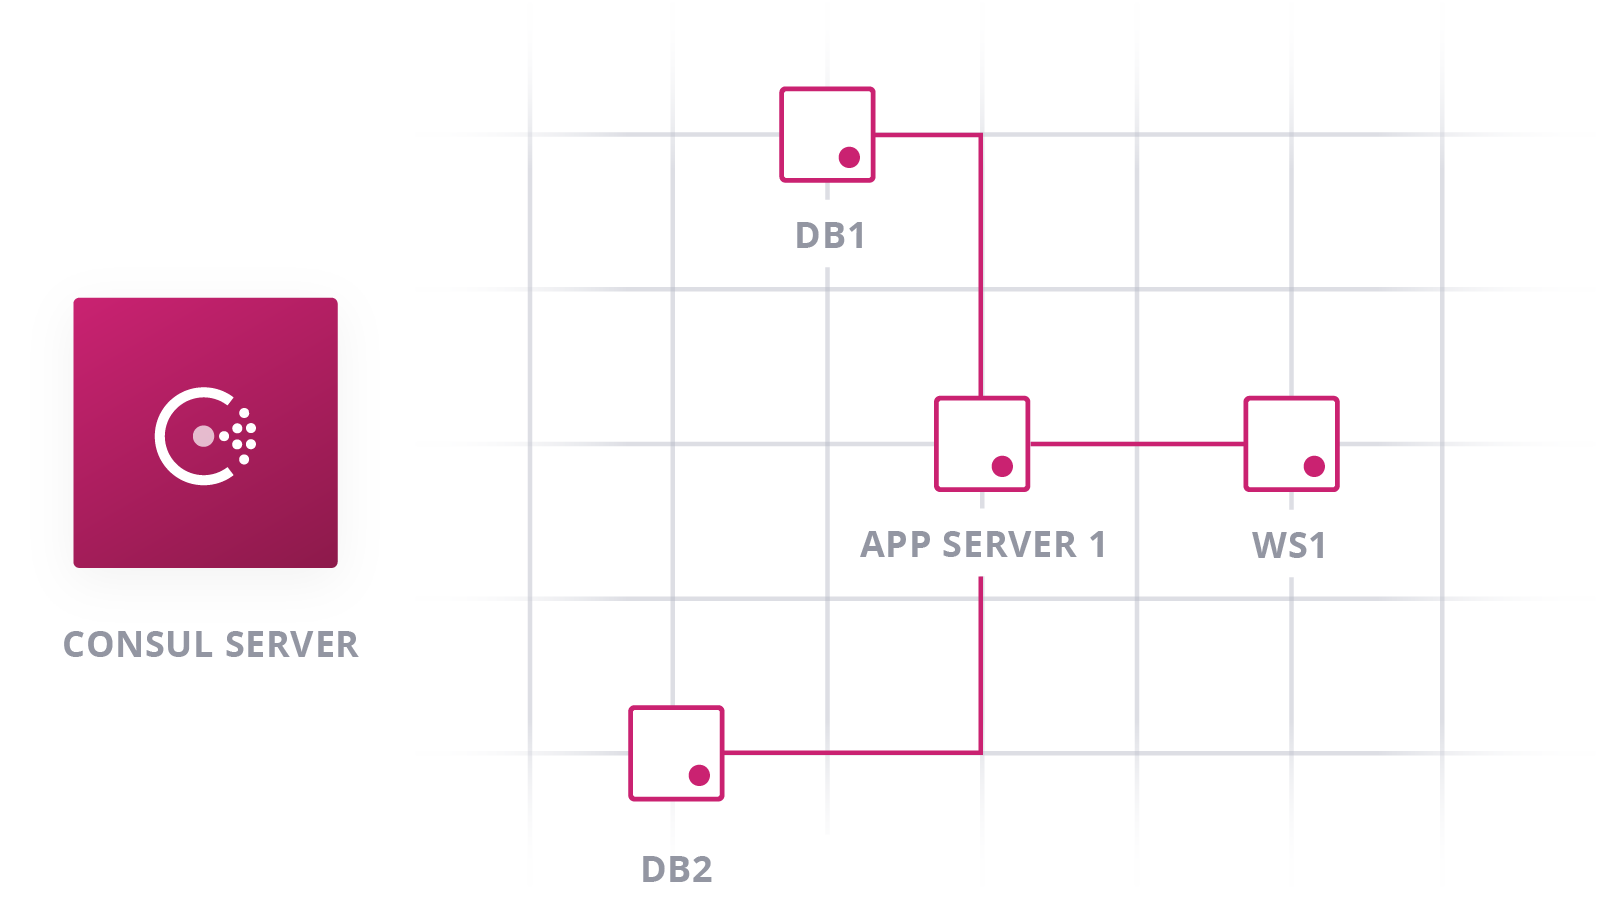 DB1
APP SERVER 1
WS1
CONSUL SERVER
DB2